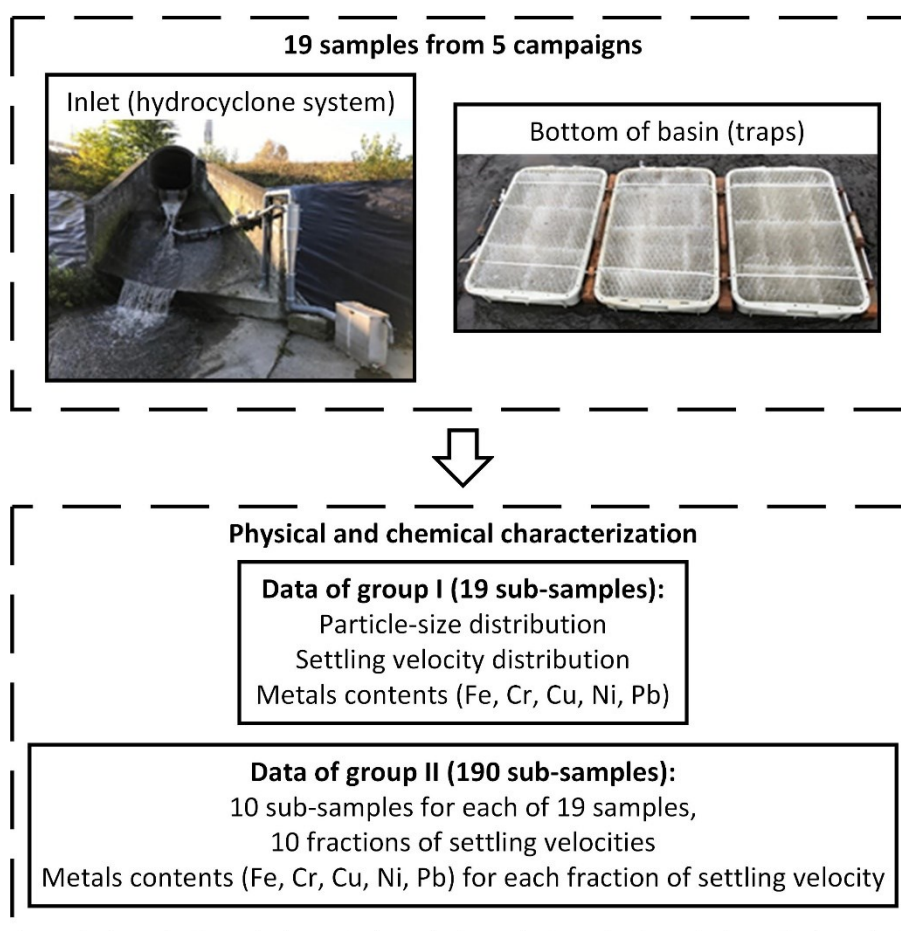 19 samples from 5 campaigns
Inlet (hydrocyclone system)
Bottom of basin (traps)
Physical and chemical characterization
Data of group I (19 sub-samples):
Particle-size distribution
Settling velocity distribution
Metals contents (Fe, Cr, Cu, Ni, Pb)
Data of group II (190 sub-samples):
10 sub-samples for each of 19 samples,
10 fractions of settling velocities
Metals contents (Fe, Cr, Cu, Ni, Pb) for each fraction of settling velocity